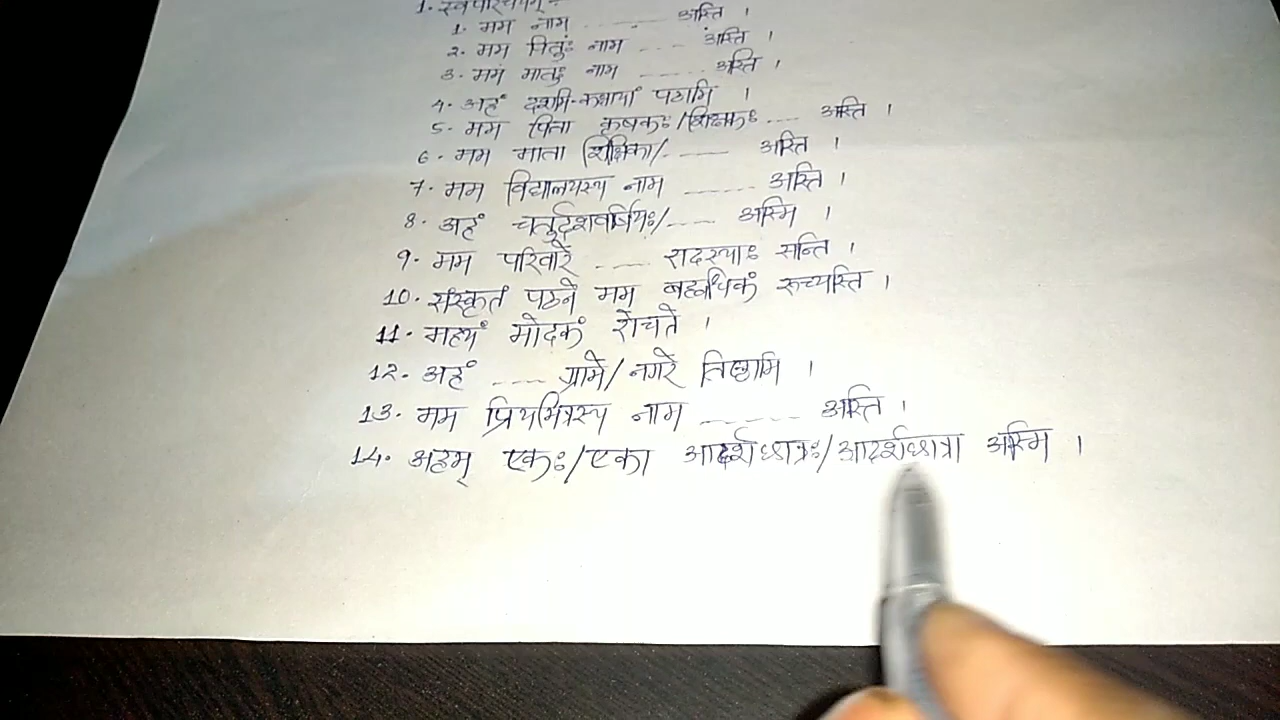 1. स्वपरिचयम् -
1. मम नाम ........ अस्ति ।
2. मम पितुः नाम .... अस्ति ।
3. मम मातुः नाम ........ अस्ति ।
4. अहं दशमि-कक्षायां पठामि ।
5. मम पिता कृषकः/शिक्षकः .... अस्ति ।
6. मम माता शिक्षिका/........ अस्ति ।
7. मम विद्यालयस्य नाम ........ अस्ति ।
8. अहं चतुर्दशवर्षियः/........ अस्मि ।
9. मम परिवारे ........ सदस्याः सन्ति ।
10. संस्कृतं पठने मम बहवधिकं रूच्यस्ति ।
11. मह्यं मोदकं रोचते ।
12. अहं ........ ग्रामे/नगरे तिष्ठामि ।
13. मम प्रियमित्रस्य नाम ........ अस्ति ।
14. अहम् एकः/एका आदर्शछात्रः/आदर्शछात्रा अस्मि ।